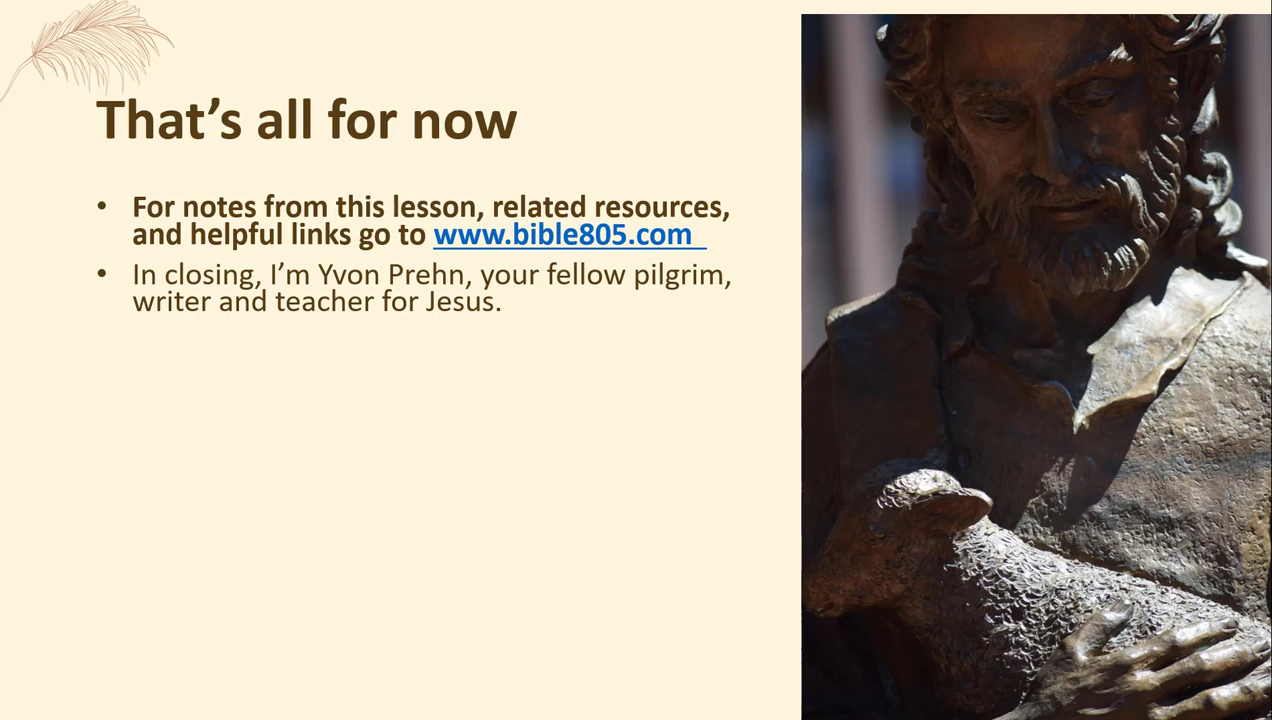 That’s all for now
• For notes from this lesson, related resources,
and helpful links go to www.bible805.com
• In closing, I’m Yvon Prehn, your fellow pilgrim,
writer and teacher for Jesus.